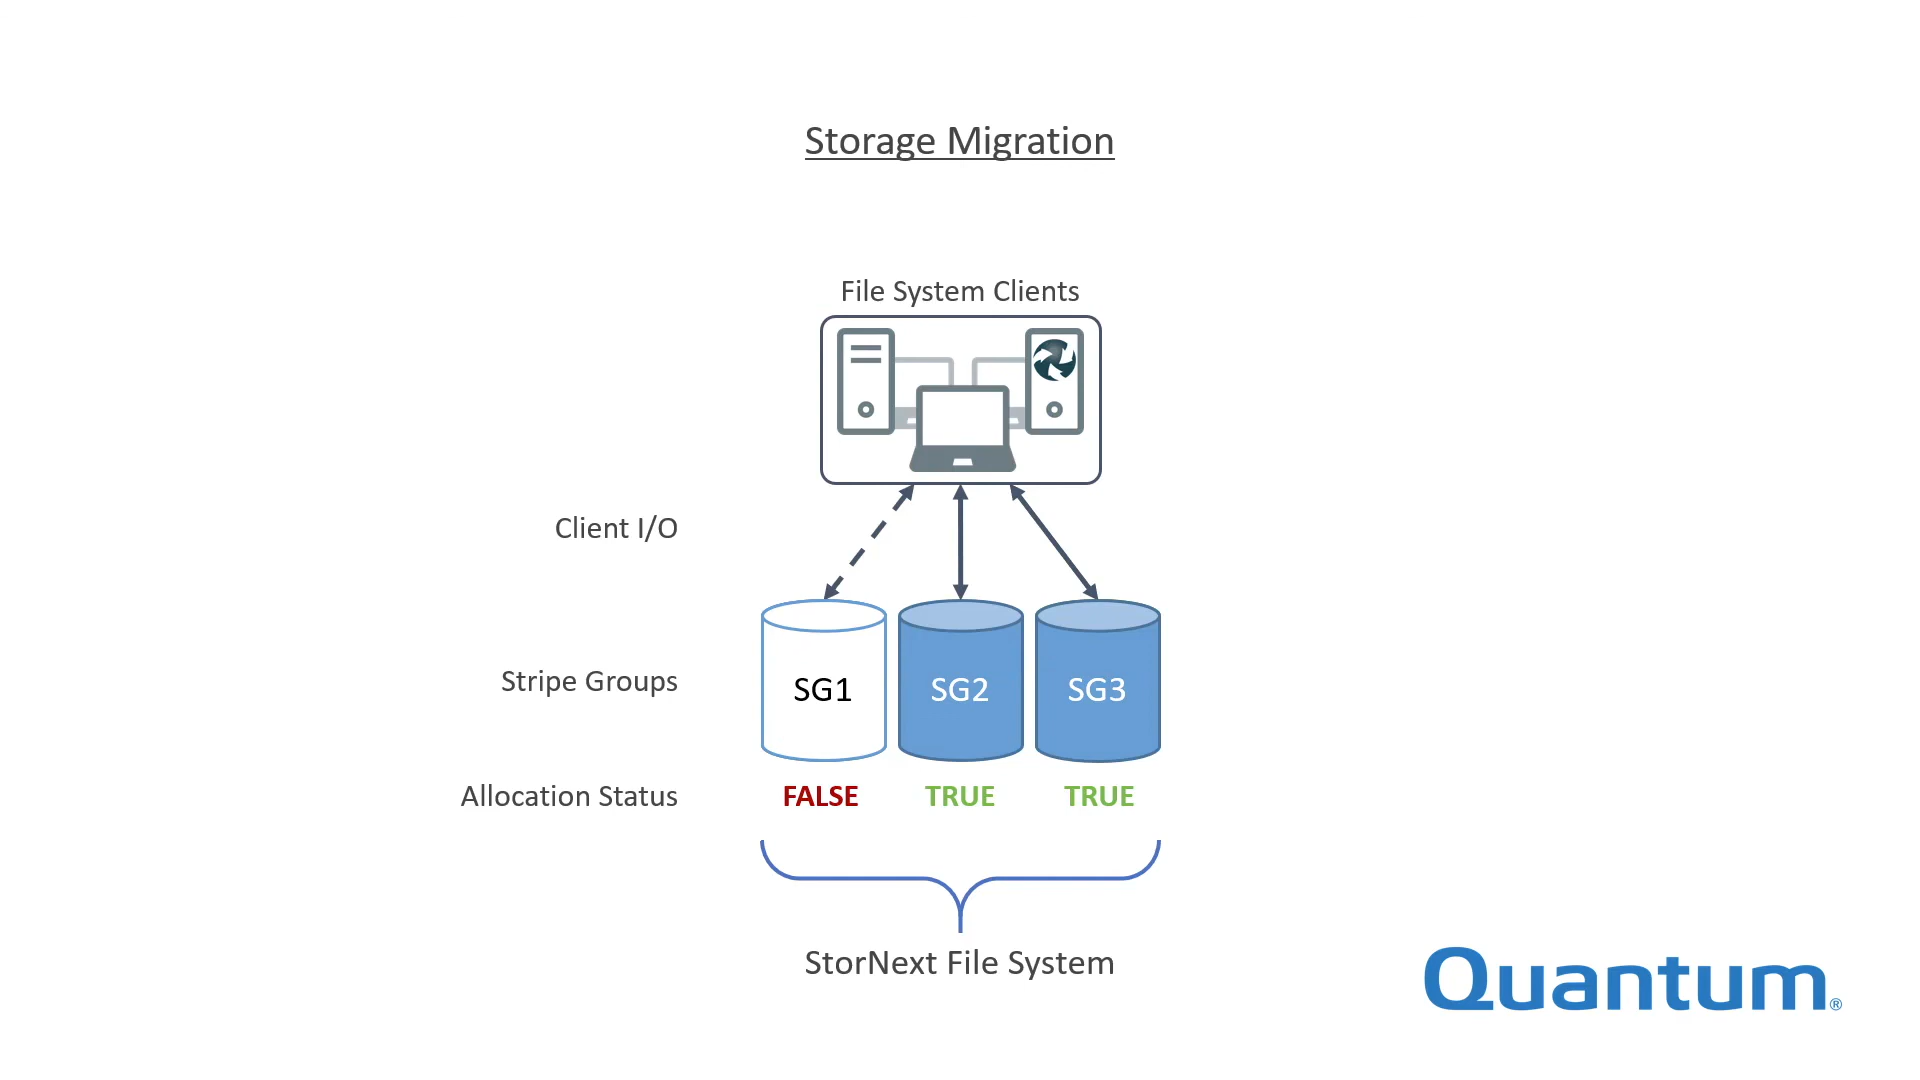 Storage Migration
File System Clients
Client I/O
Stripe Groups
SG1
SG2
SG3
Allocation Status
FALSE
TRUE
TRUE
StorNext File System
Quantum®